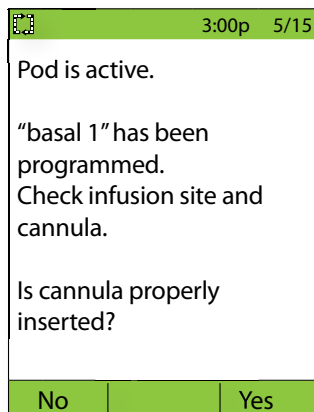 3:00p 5/15
Pod is active.
“basal 1” has been
programmed.
Check infusion site and
cannula.
Is cannula properly
inserted?
No Yes